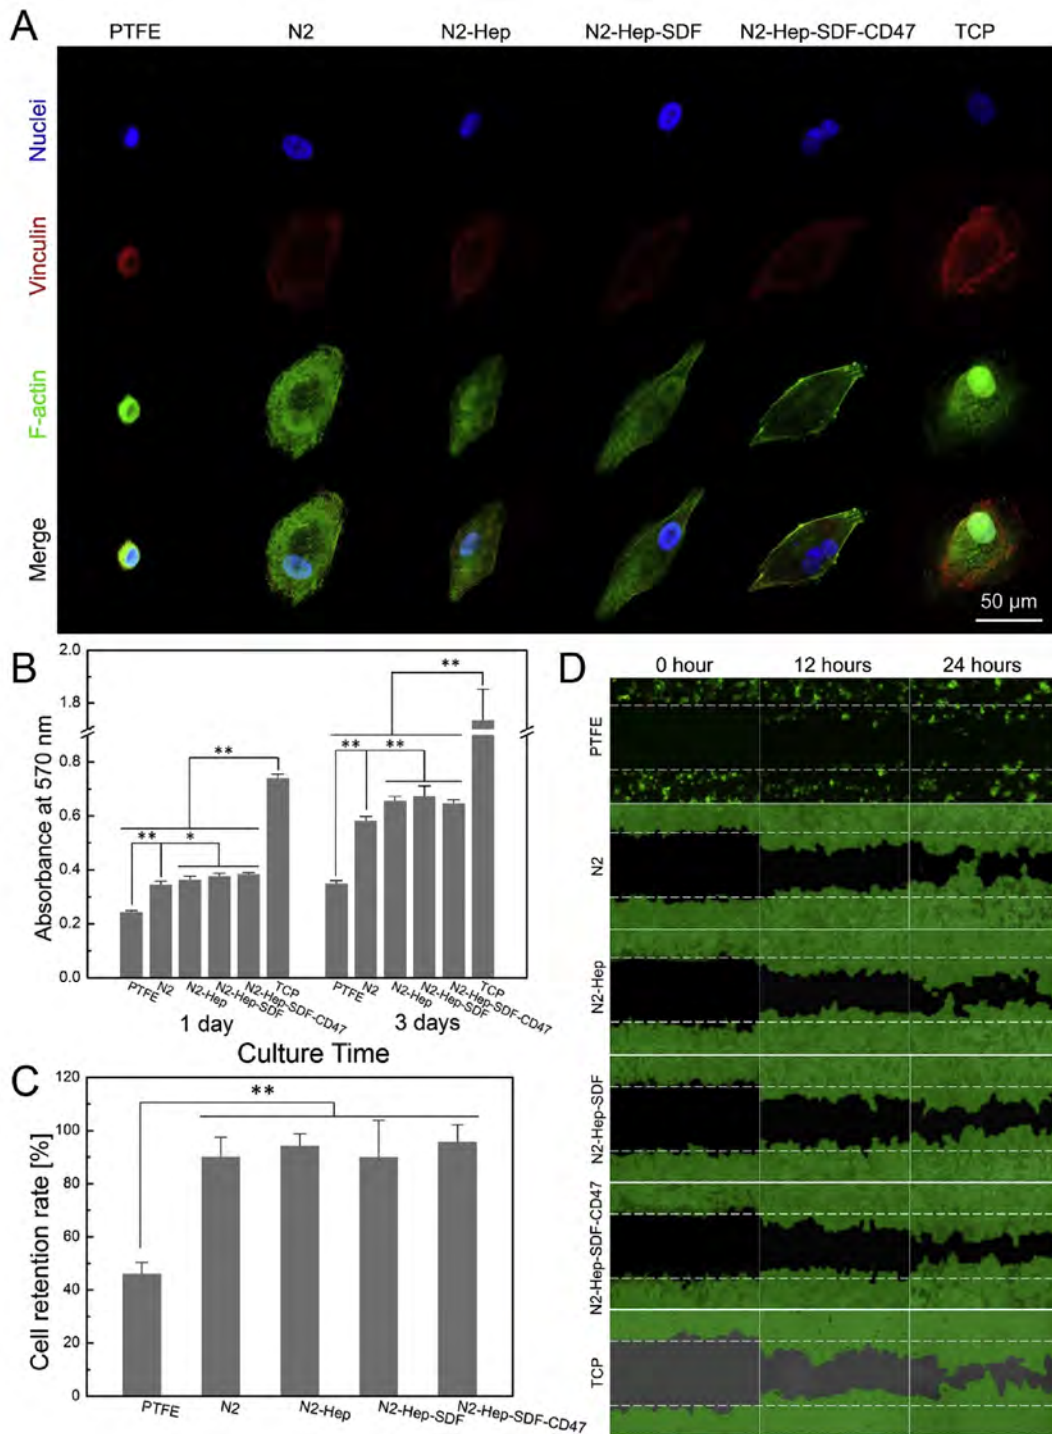 A
PTFE N2 N2-Hep N2-Hep-SDF N2-Hep-SDF-CD47 TCP
Nuclei
Vinculin
F-actin
Merge
50 µm
B
Absorbance at 570 nm
2.0
1.8
0.8
0.6
0.4
0.2
0.0
** * **
** ** **
PTFE N2 N2-Hep N2-Hep-SDF N2-Hep-SDF-CD47 TCP
PTFE N2 N2-Hep N2-Hep-SDF N2-Hep-SDF-CD47 TCP
1 day 3 days
Culture Time
C
Cell retention rate [%]
120
100
80
60
40
20
0
**
PTFE N2 N2-Hep N2-Hep-SDF N2-Hep-SDF-CD47
D
0 hour 12 hours 24 hours
PTFE
N2
N2-Hep
N2-Hep-SDF
N2-Hep-SDF-CD47
TCP